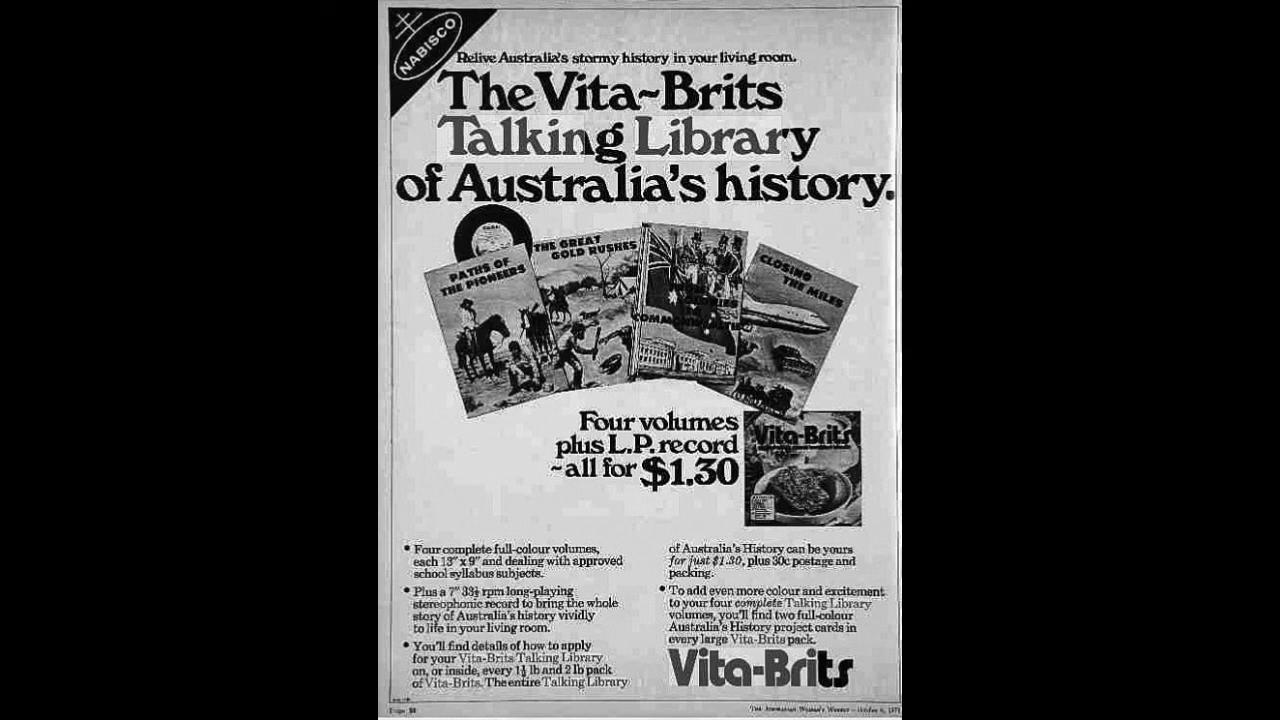 NABISCO
Relive Australia's stormy history in your living room.
The Vita-Brits
Talking Library
of Australia's history.
PATHS OF
THE PIONEERS
THE GREAT
GOLD RUSHES
CLOSING
THE MILES
Four volumes
plus L.P. record
~all for $1.30
Vita-Brits
• Four complete full-colour volumes,
each 13" x 9" and dealing with approved
school syllabus subjects.
• Plus a 7" 33⅓ rpm long-playing
stereophonic record to bring the whole
story of Australia's history vividly
to life in your living room.
• You'll find details of how to apply
for your Vita-Brits Talking Library
on, or inside, every 1½ lb and 2 lb pack
of Vita-Brits. The entire Talking Library
of Australia's History can be yours
for just $1.30, plus 30c postage and
packing.
• To add even more colour and excitement
to your four complete Talking Library
volumes, you'll find two full-colour
Australia's History project cards in
every large Vita-Brits pack.
Vita-Brits
THE AUSTRALIAN WOMEN'S WEEKLY — October 6,